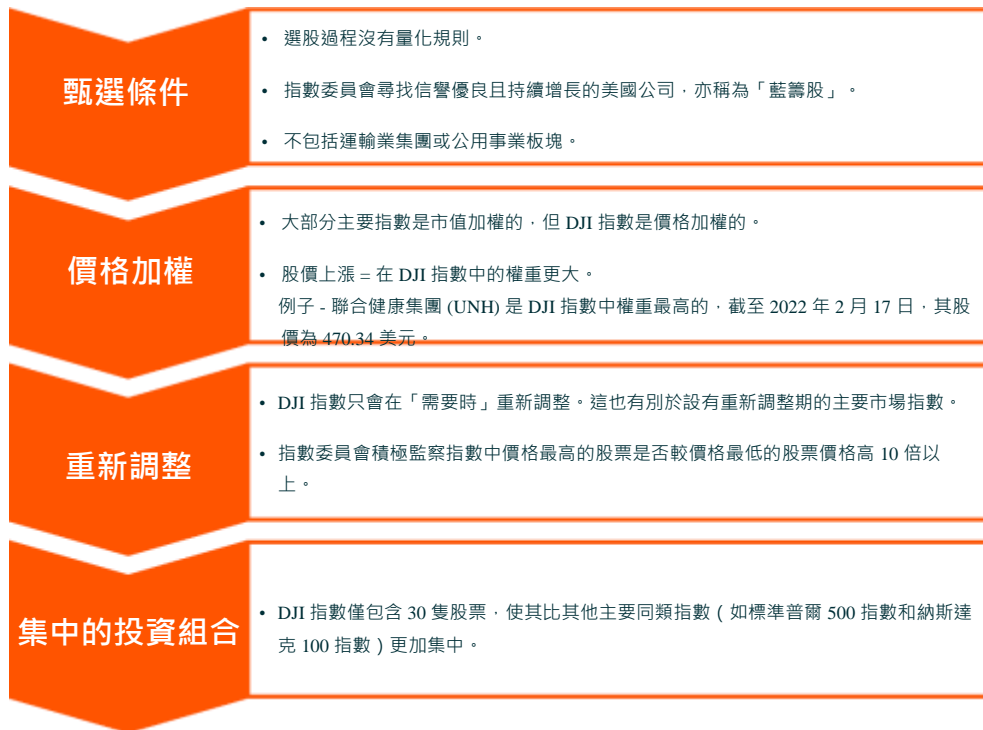 甄選條件
• 選股過程沒有量化規則。
• 指數委員會尋找信譽優良且持續增長的美國公司，亦稱為「藍籌股」。
• 不包括運輸業集團或公用事業板塊。
價格加權
• 大部分主要指數是市值加權的，但 DJI 指數是價格加權的。
• 股價上漲 = 在 DJI 指數中的權重更大。
例子 - 聯合健康集團 (UNH) 是 DJI 指數中權重最高的，截至 2022 年 2 月 17 日，其股
價為 470.34 美元。
重新調整
• DJI 指數只會在「需要時」重新調整。這也有別於設有重新調整期的主要市場指數。
• 指數委員會積極監察指數中價格最高的股票是否較價格最低的股票價格高 10 倍以
上。
集中的投資組合
• DJI 指數僅包含 30 隻股票，使其比其他主要同類指數（如標準普爾 500 指數和納斯達
克 100 指數）更加集中。